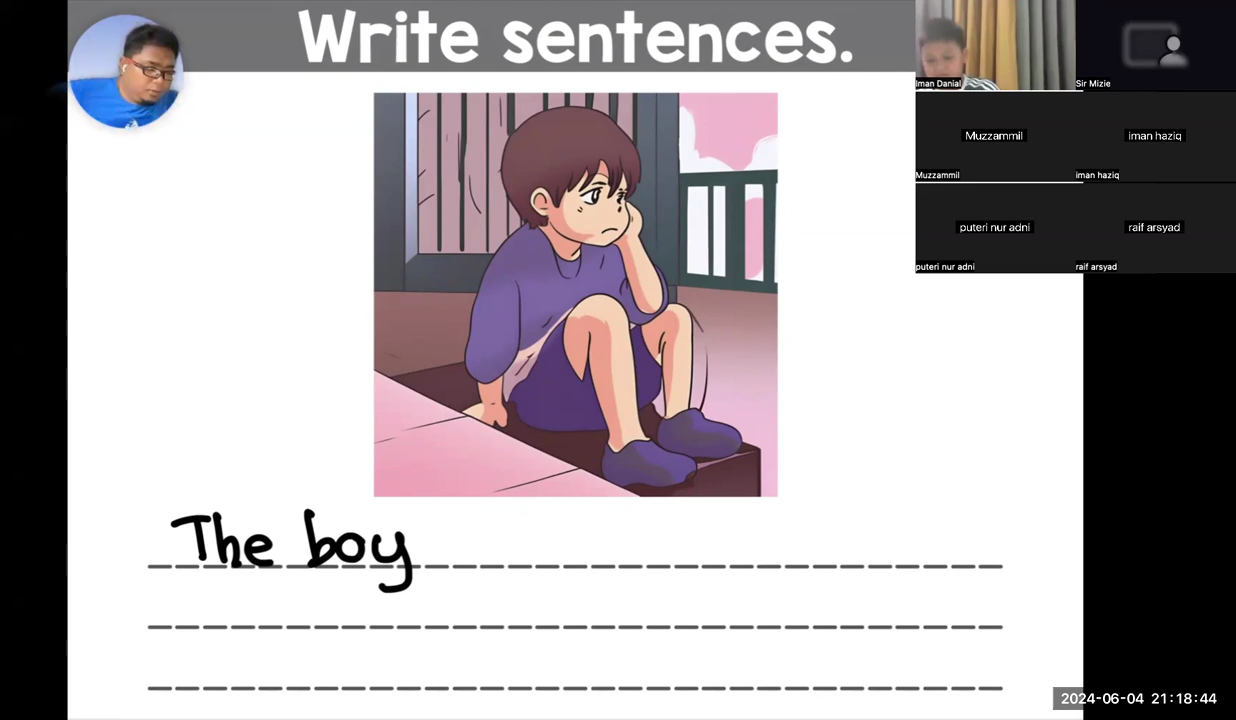 Write sentences.
Iman Danial
Sir Mizie
Muzzammil
iman haziq
Muzzammil
iman haziq
puteri nur adni
raif arsyad
puteri nur adni
raif arsyad
The boy
2024-06-04 21:18:44